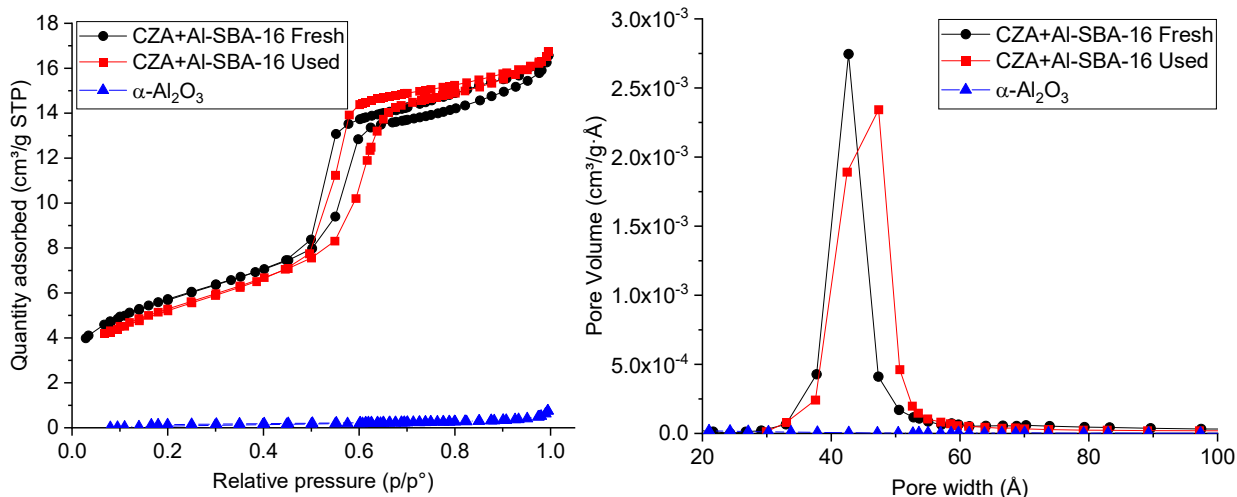 CZA+Al-SBA-16 Fresh
CZA+Al-SBA-16 Used
α-Al₂O₃
Quantity adsorbed (cm³/g STP)
18
16
14
12
10
8
6
4
2
0
0.0
0.2
0.4
0.6
0.8
1.0
Relative pressure (p/p°)
CZA+Al-SBA-16 Fresh
CZA+Al-SBA-16 Used
α-Al₂O₃
Pore Volume (cm³/g·Å)
3.0x10⁻³
2.5x10⁻³
2.0x10⁻³
1.5x10⁻³
1.0x10⁻³
5.0x10⁻⁴
0.0
20
40
60
80
100
Pore width (Å)